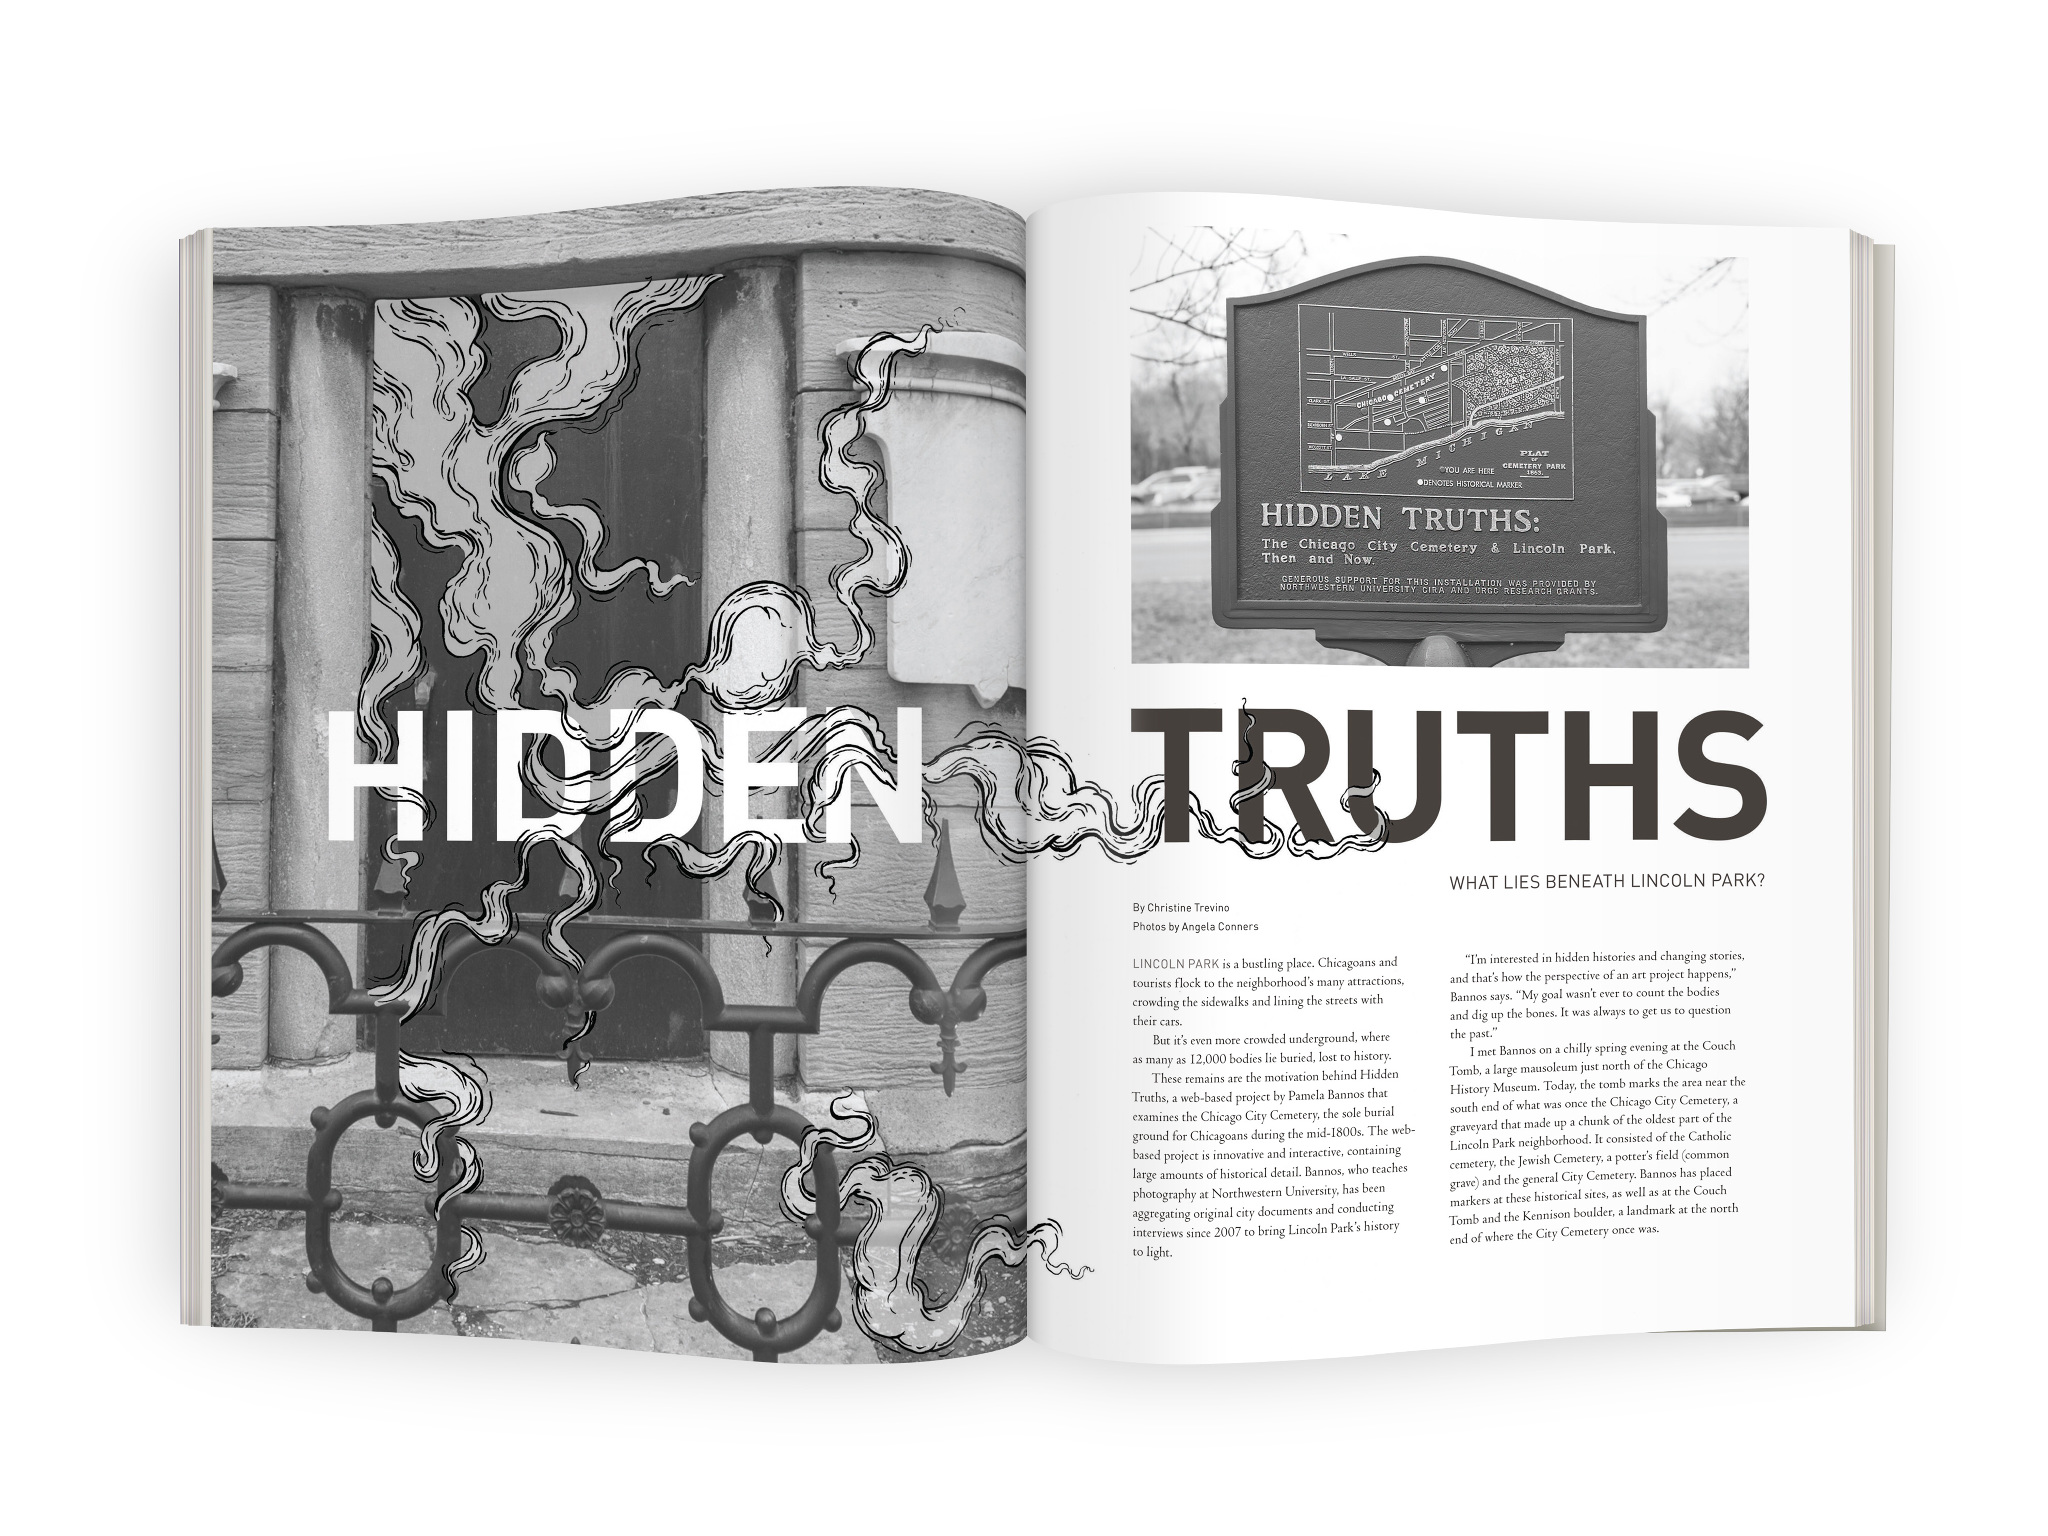 HIDDEN TRUTHS
WELLS ST.
LA SALLE ST.
CLARK ST.
CHICAGO CEMETERY
PARK
LAKE MICHIGAN
PLAT
OF
CEMETERY PARK
1863.
YOU ARE HERE
DENOTES HISTORICAL MARKER
HIDDEN TRUTHS:
The Chicago City Cemetery & Lincoln Park,
Then and Now.
GENEROUS SUPPORT FOR THIS INSTALLATION WAS PROVIDED BY
NORTHWESTERN UNIVERSITY CIRA AND URGC RESEARCH GRANTS.
WHAT LIES BENEATH LINCOLN PARK?
By Christine Trevino
Photos by Angela Conners
LINCOLN PARK is a bustling place. Chicagoans and
tourists flock to the neighborhood’s many attractions,
crowding the sidewalks and lining the streets with
their cars.
But it’s even more crowded underground, where
as many as 12,000 bodies lie buried, lost to history.
These remains are the motivation behind Hidden
Truths, a web-based project by Pamela Bannos that
examines the Chicago City Cemetery, the sole burial
ground for Chicagoans during the mid-1800s. The web-
based project is innovative and interactive, containing
large amounts of historical detail. Bannos, who teaches
photography at Northwestern University, has been
aggregating original city documents and conducting
interviews since 2007 to bring Lincoln Park’s history
to light.
“I’m interested in hidden histories and changing stories,
and that’s how the perspective of an art project happens,”
Bannos says. “My goal wasn’t ever to count the bodies
and dig up the bones. It was always to get us to question
the past.”
I met Bannos on a chilly spring evening at the Couch
Tomb, a large mausoleum just north of the Chicago
History Museum. Today, the tomb marks the area near the
south end of what was once the Chicago City Cemetery, a
graveyard that made up a chunk of the oldest part of the
Lincoln Park neighborhood. It consisted of the Catholic
cemetery, the Jewish Cemetery, a potter’s field (common
grave) and the general City Cemetery. Bannos has placed
markers at these historical sites, as well as at the Couch
Tomb and the Kennison boulder, a landmark at the north
end of where the City Cemetery once was.